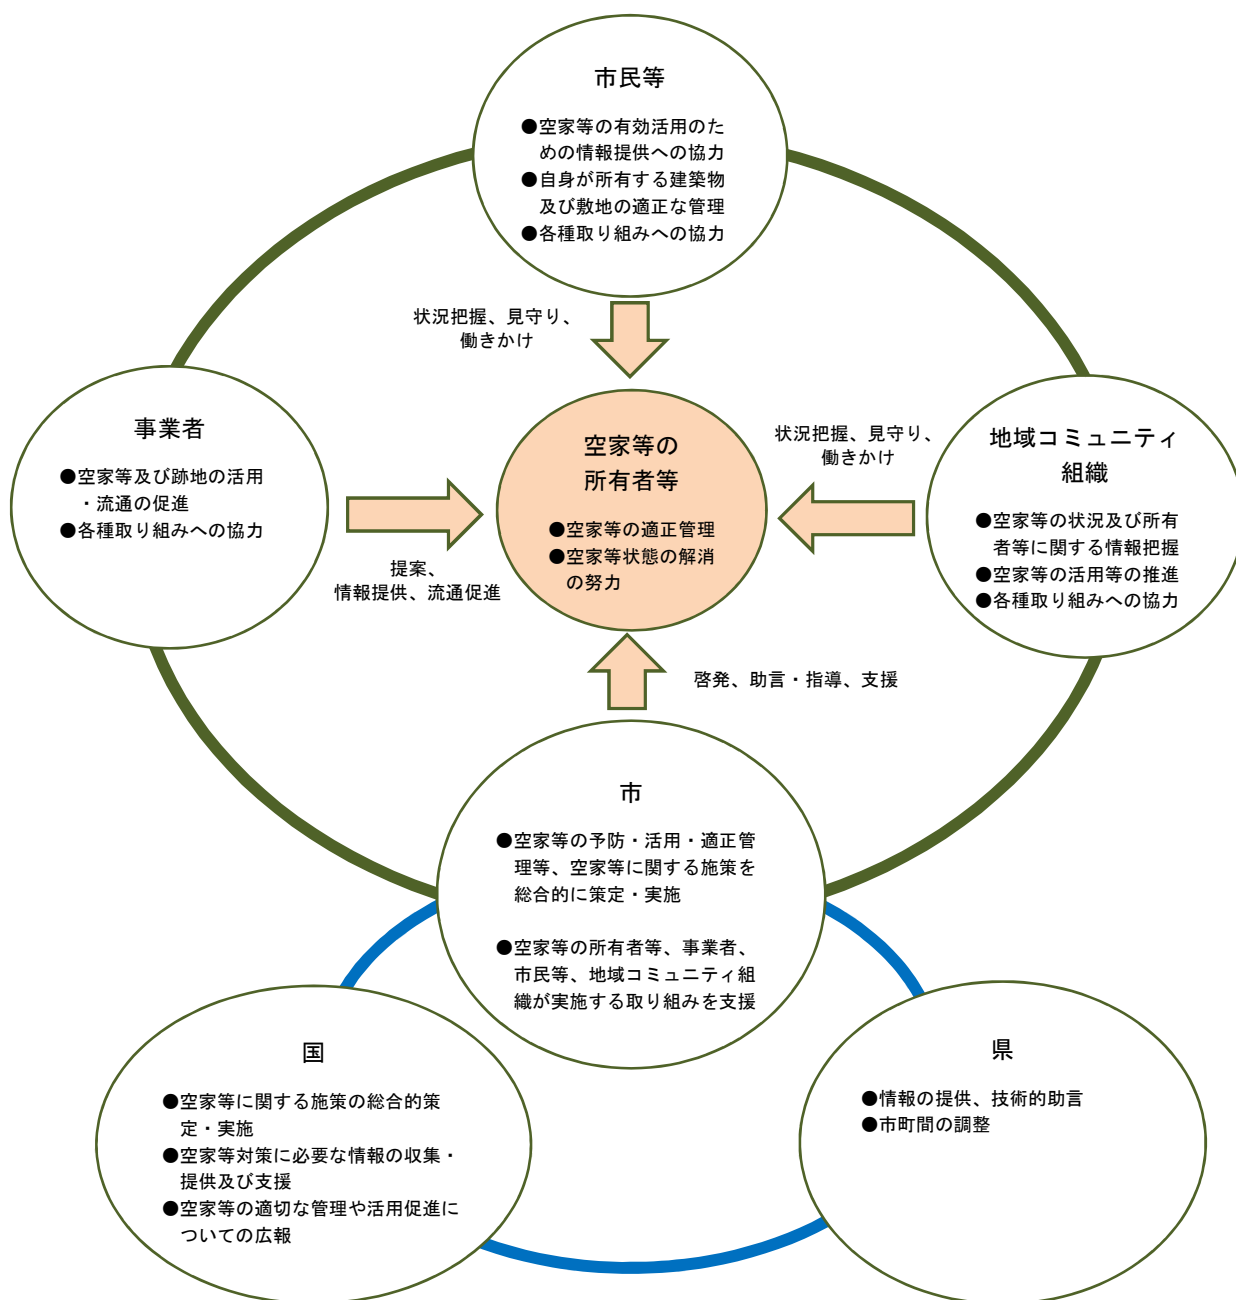 市民等
●空家等の有効活用のた
めの情報提供への協力
●自身が所有する建築物
及び敷地の適正な管理
●各種取り組みへの協力
状況把握、見守り、
働きかけ
事業者
●空家等及び跡地の活用
・流通の促進
●各種取り組みへの協力
提案、
情報提供、流通促進
空家等の
所有者等
●空家等の適正管理
●空家等状態の解消
の努力
状況把握、見守り、
働きかけ
地域コミュニティ
組織
●空家等の状況及び所有
者等に関する情報把握
●空家等の活用等の推進
●各種取り組みへの協力
啓発、助言・指導、支援
市
●空家等の予防・活用・適正管
理等、空家等に関する施策を
総合的に策定・実施
●空家等の所有者等、事業者、
市民等、地域コミュニティ組
織が実施する取り組みを支援
国
●空家等に関する施策の総合的策
定・実施
●空家等対策に必要な情報の収集・
提供及び支援
●空家等の適切な管理や活用促進に
ついての広報
県
●情報の提供、技術的助言
●市町間の調整